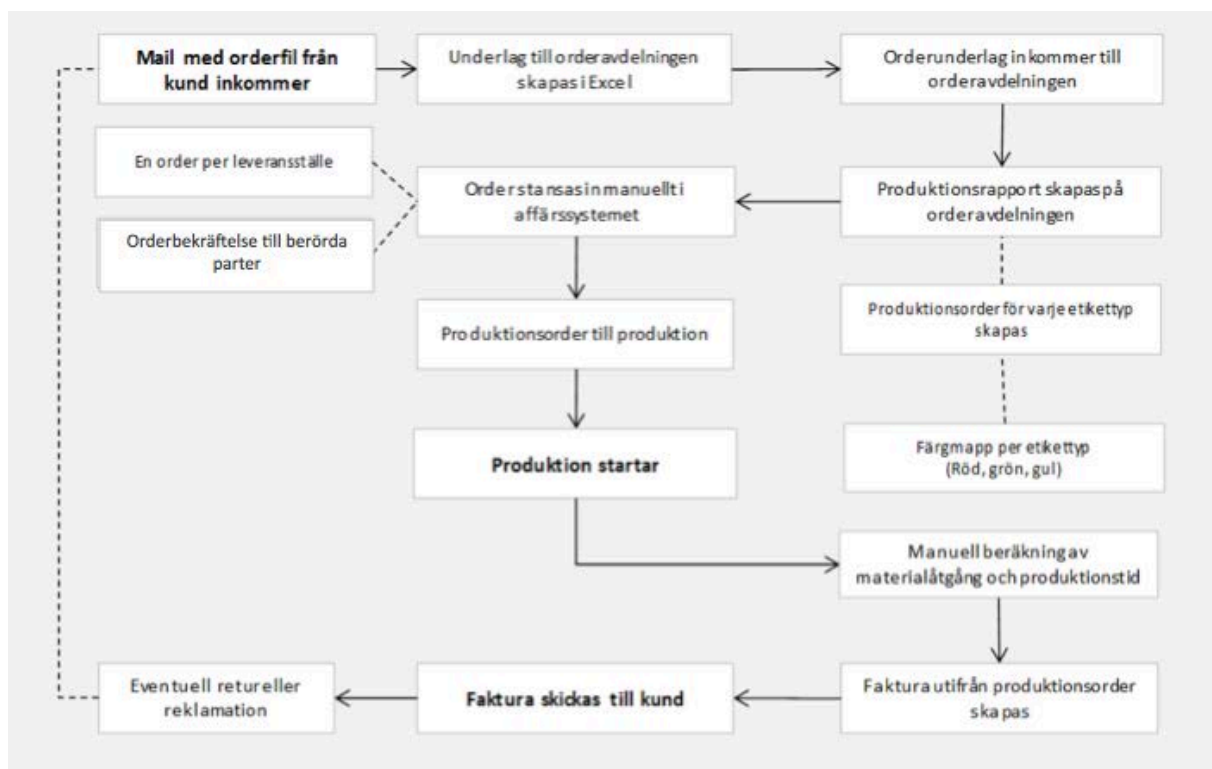 Mail med orderfil från
kund inkommer
Underlag till orderavdelningen
skapas i Excel
Orderunderlag inkommer till
orderavdelningen
En order per leveransställe
Orderbekräftelse till berörda
parter
Order stansas in manuellt i
affärssystemet
Produktionsrapport skapas på
orderavdelningen
Produktionsorder till produktion
Produktionsorder för varje etikettyp
skapas
Produktion startar
Färgmapp per etikettyp
(Röd, grön, gul)
Manuell beräkning av
materialåtgång och produktionstid
Eventuell retur eller
reklamation
Faktura skickas till kund
Faktura utifrån produktionsorder
skapas